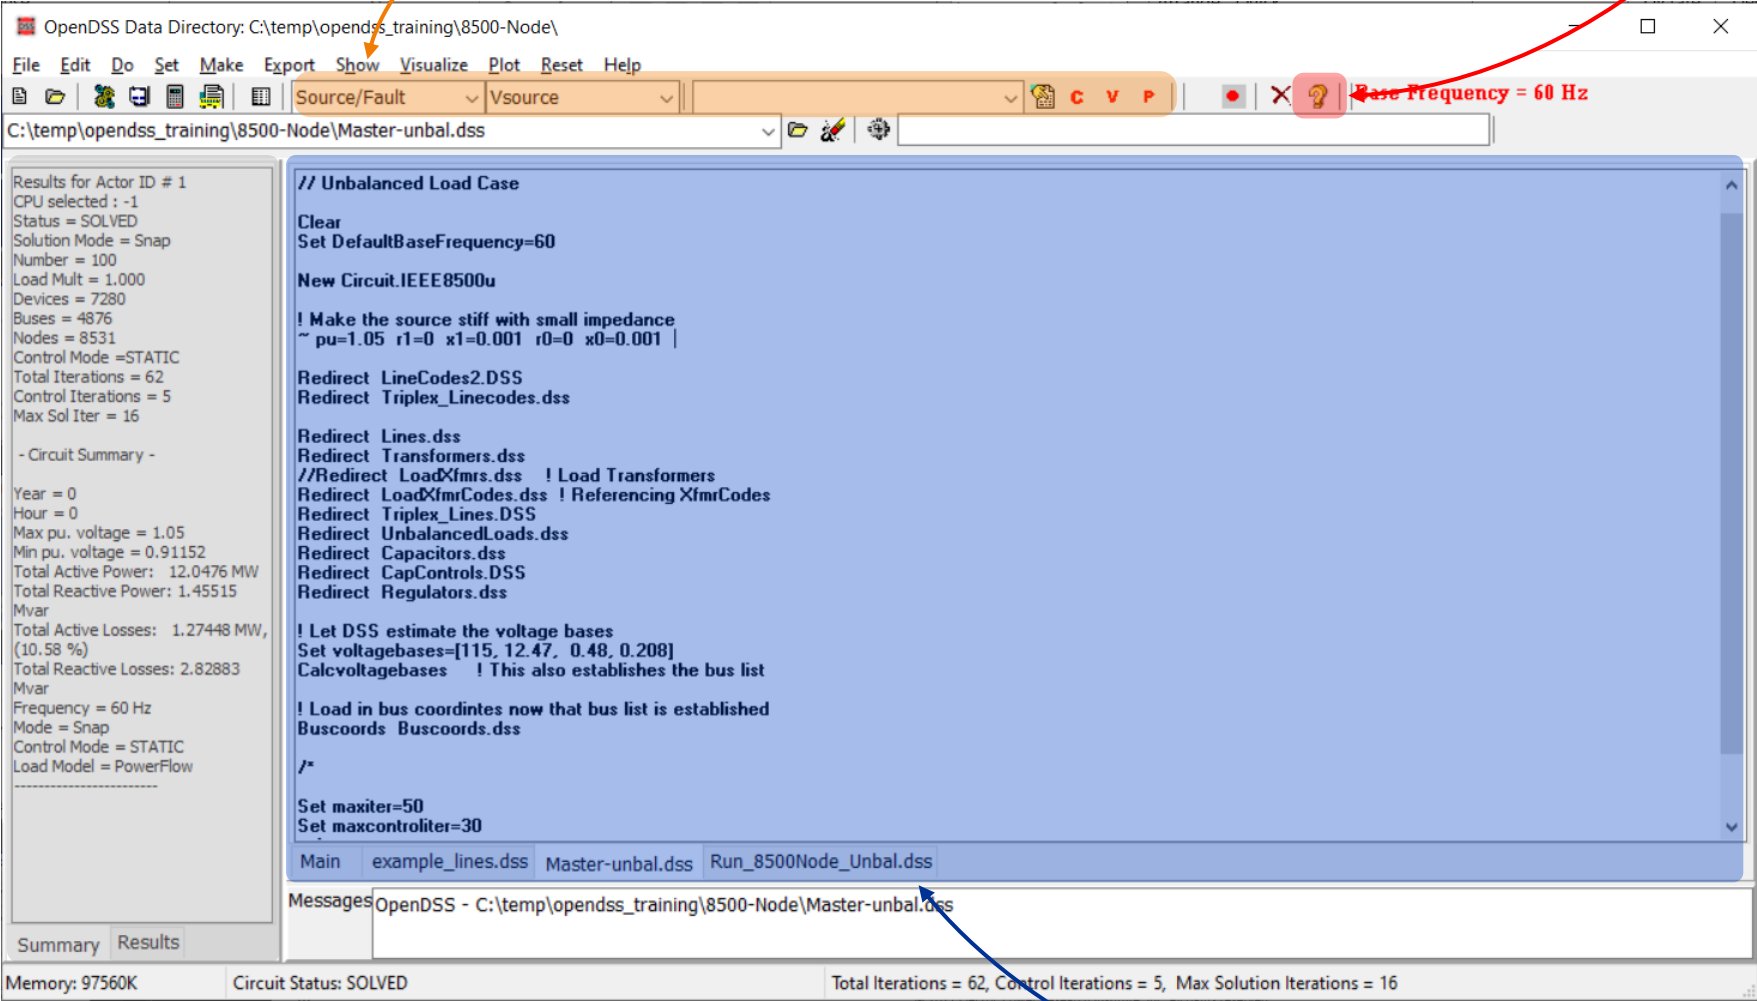 OpenDSS Data Directory: C:\temp\opendss_training\8500-Node\
File Edit Do Set Make Export Show Visualize Plot Reset Help
Source/Fault Vsource C V P Base Frequency = 60 Hz
C:\temp\opendss_training\8500-Node\Master-unbal.dss
Results for Actor ID # 1
CPU selected : -1
Status = SOLVED
Solution Mode = Snap
Number = 100
Load Mult = 1.000
Devices = 7280
Buses = 4876
Nodes = 8531
Control Mode =STATIC
Total Iterations = 62
Control Iterations = 5
Max Sol Iter = 16
- Circuit Summary -
Year = 0
Hour = 0
Max pu. voltage = 1.05
Min pu. voltage = 0.91152
Total Active Power: 12.0476 MW
Total Reactive Power: 1.45515
Mvar
Total Active Losses: 1.27448 MW,
(10.58 %)
Total Reactive Losses: 2.82883
Mvar
Frequency = 60 Hz
Mode = Snap
Control Mode = STATIC
Load Model = PowerFlow
------------------------
Summary Results
// Unbalanced Load Case
Clear
Set DefaultBaseFrequency=60
New Circuit.IEEE8500u
! Make the source stiff with small impedance
~ pu=1.05 r1=0 x1=0.001 r0=0 x0=0.001
Redirect LineCodes2.DSS
Redirect Triplex_Linecodes.dss
Redirect Lines.dss
Redirect Transformers.dss
//Redirect LoadXfmrs.dss ! Load Transformers
Redirect LoadXfmrCodes.dss ! Referencing XfmrCodes
Redirect Triplex_Lines.DSS
Redirect UnbalancedLoads.dss
Redirect Capacitors.dss
Redirect CapControls.DSS
Redirect Regulators.dss
! Let DSS estimate the voltage bases
Set voltagebases=[115, 12.47, 0.48, 0.208]
Calcvoltagebases ! This also establishes the bus list
! Load in bus coordintes now that bus list is established
Buscoords Buscoords.dss
/*
Set maxiter=50
Set maxcontroliter=30
Main example_lines.dss Master-unbal.dss Run_8500Node_Unbal.dss
Messages OpenDSS - C:\temp\opendss_training\8500-Node\Master-unbal.dss
Memory: 97560K Circuit Status: SOLVED Total Iterations = 62, Control Iterations = 5, Max Solution Iterations = 16